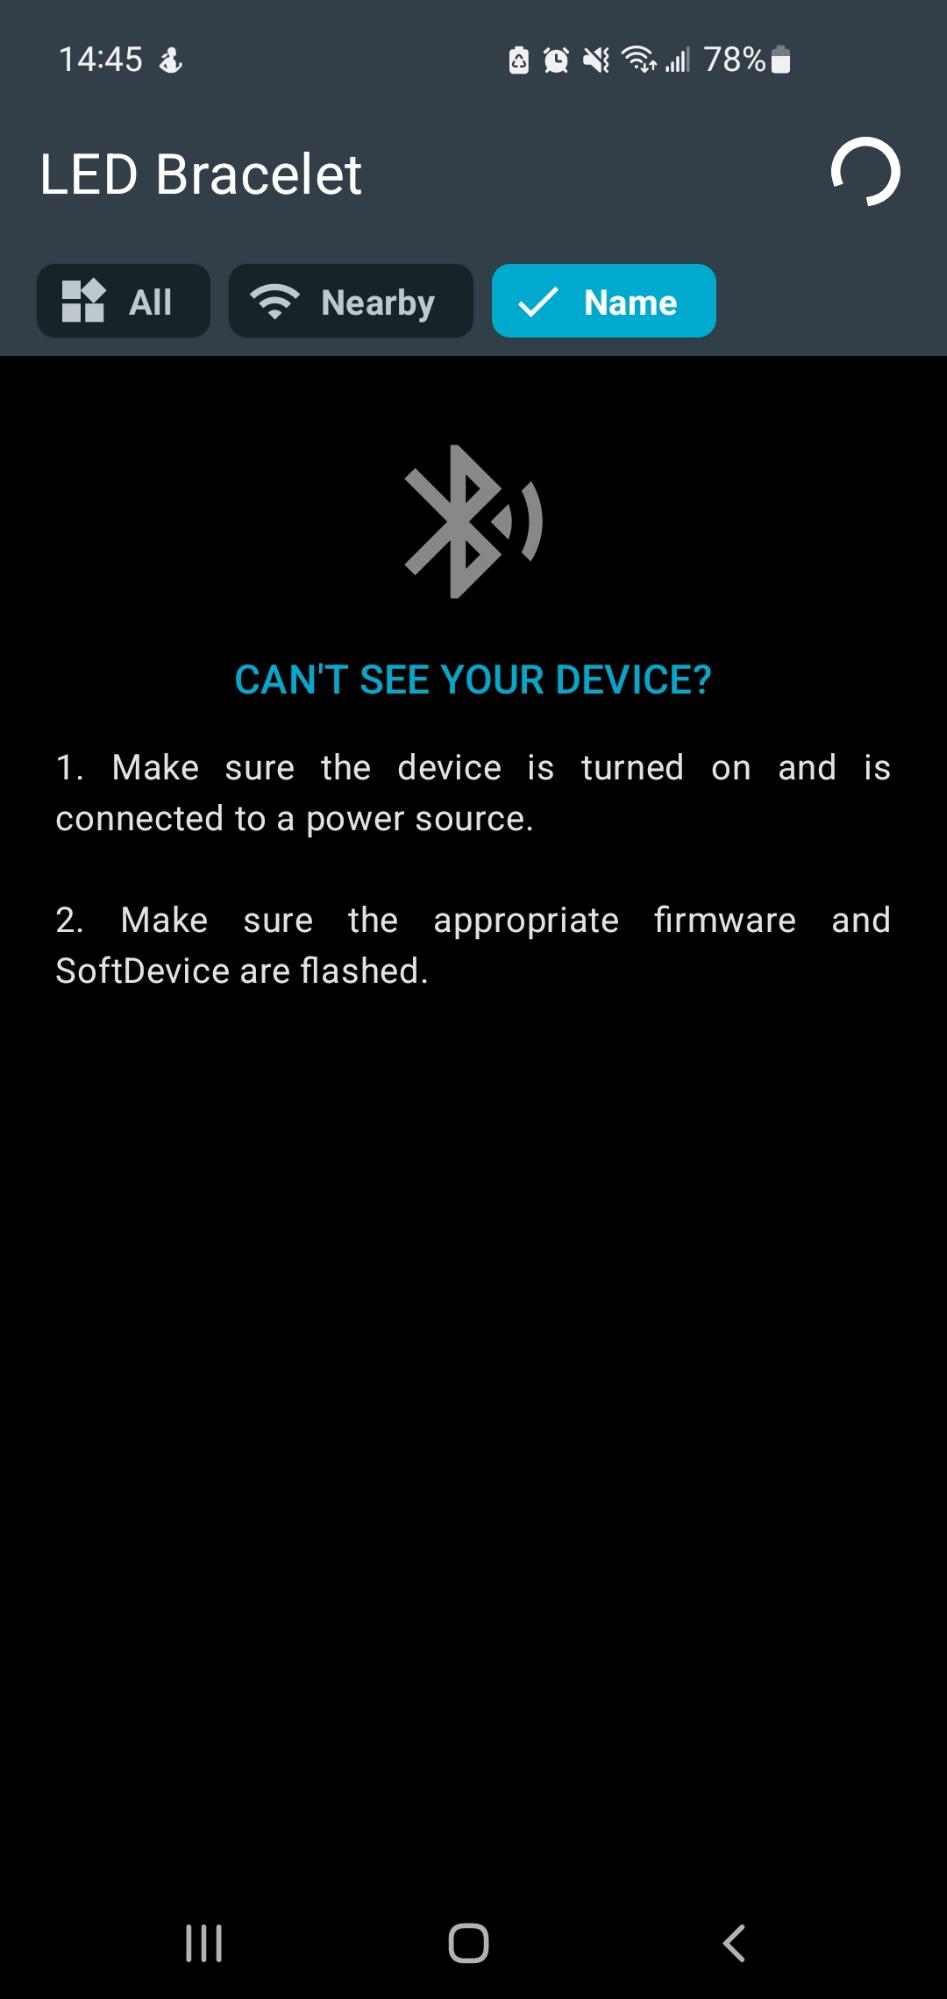 14:45
78%
LED Bracelet
All
Nearby
Name
CAN'T SEE YOUR DEVICE?
1. Make sure the device is turned on and is
connected to a power source.
2. Make sure the appropriate firmware and
SoftDevice are flashed.